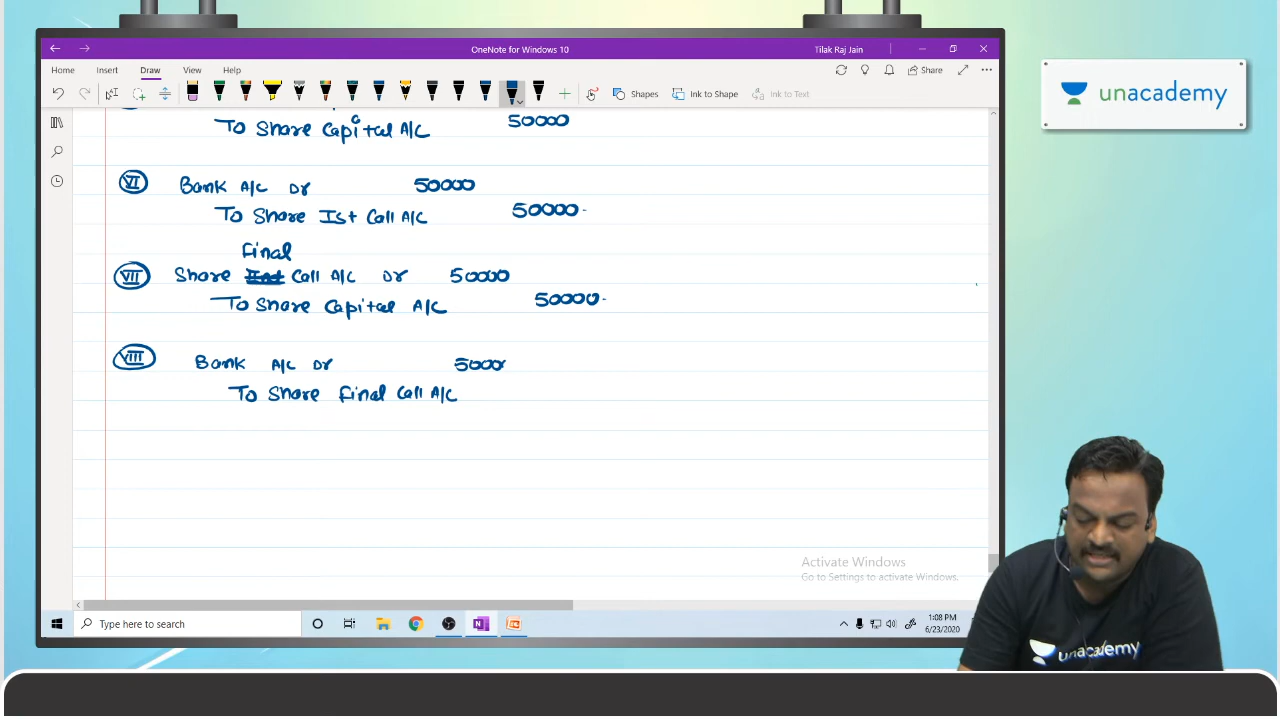 OneNote for Windows 10
Tilak Raj Jain
Home Insert Draw View Help
Share
Shapes
Ink to Shape
Ink to Text
unacademy
To Share Capital A/C 50000
VI Bank A/C Dr 50000
To Share Ist Call A/C 50000
Final
VII Share Call A/C Dr 50000
To Share Capital A/C 50000
VIII Bank A/C Dr 5000
To Share Final Call A/C
Activate Windows
Go to Settings to activate Windows.
Type here to search
1:08 PM
6/23/2020
unacademy